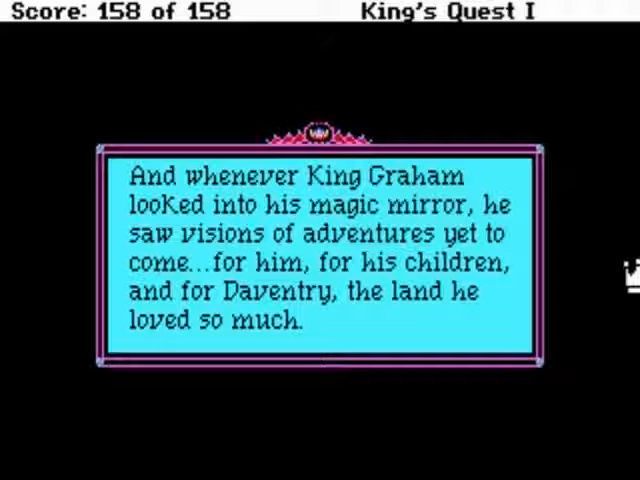 Score: 158 of 158 King's Quest I
And whenever King Graham
looked into his magic mirror, he
saw visions of adventures yet to
come...for him, for his children,
and for Daventry, the land he
loved so much.